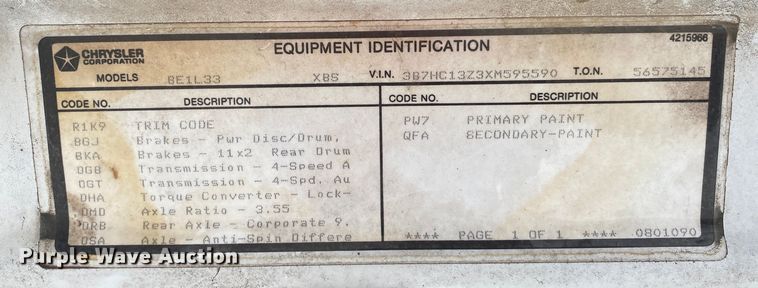 CHRYSLER
CORPORATION
EQUIPMENT IDENTIFICATION
4215966
MODELS BE1L33 XBS V.I.N. 3B7HC13Z3XM595590 T.O.N. 56575145
CODE NO. DESCRIPTION
R1K9 TRIM CODE
BGJ Brakes - Pwr Disc/Drum,
BKA Brakes - 11x2 Rear Drum
DGB Transmission - 4-Speed A
DGT Transmission - 4-Spd. Au
DHA Torque Converter - Lock-
DMD Axle Ratio - 3.55
DRB Rear Axle - Corporate 9.
DSA Axle - Anti-Spin Differe
CODE NO. DESCRIPTION
PW7 PRIMARY PAINT
QFA SECONDARY-PAINT
**** PAGE 1 OF 1 **** 0801090
Purple Wave Auction